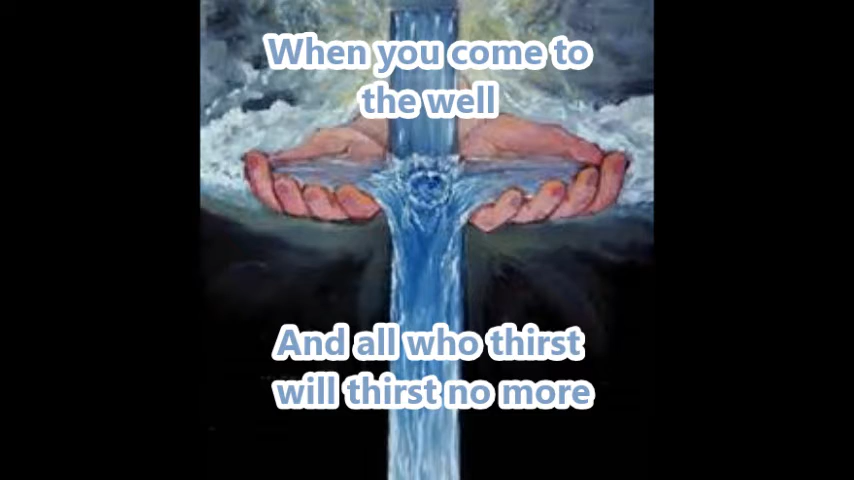 When you come to
the well
And all who thirst
will thirst no more